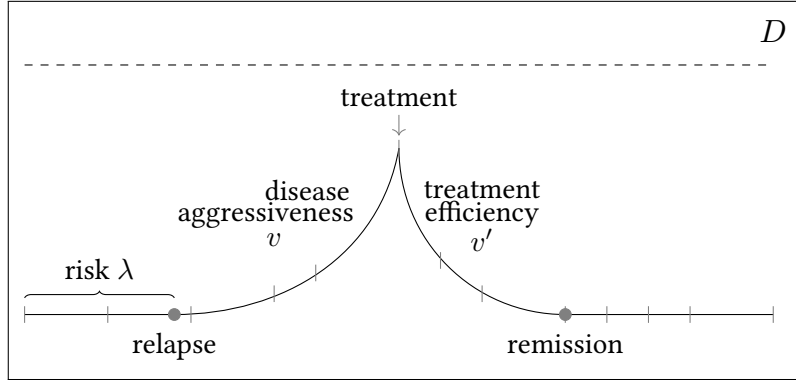 D
treatment
disease
aggressiveness
v
treatment
efficiency
v′
risk λ
relapse
remission